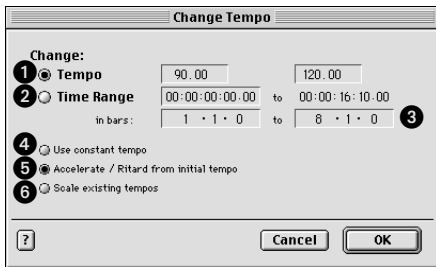 Change Tempo
Change:
1 Tempo 90.00 120.00
2 Time Range 00:00:00:00.00 to 00:00:16:10.00
in bars: 1 · 1 · 0 to 8 · 1 · 0 3
4 Use constant tempo
5 Accelerate / Ritard from initial tempo
6 Scale existing tempos
? Cancel OK